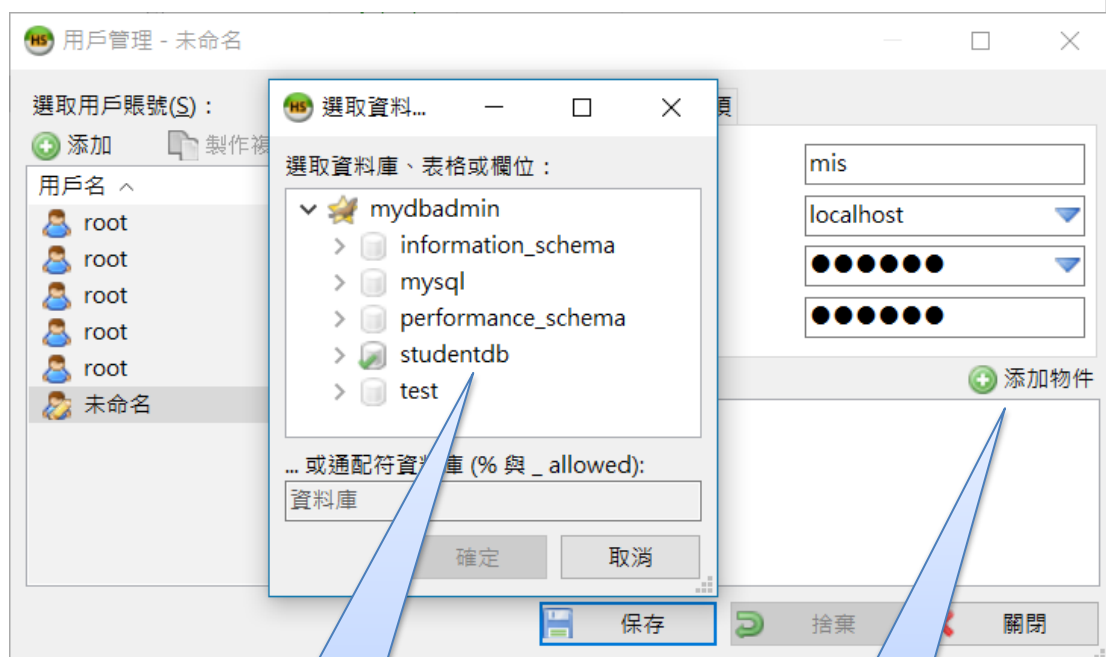 用戶管理 - 未命名
選取用戶賬號(S)：
添加
製作複
用戶名
root
root
root
root
root
未命名
選取資料...
選取資料庫、表格或欄位：
mydbadmin
information_schema
mysql
performance_schema
studentdb
test
... 或通配符資料庫 (% 與 _ allowed):
資料庫
確定
取消
mis
localhost
●●●●●●
●●●●●●
添加物件
保存
捨棄
關閉